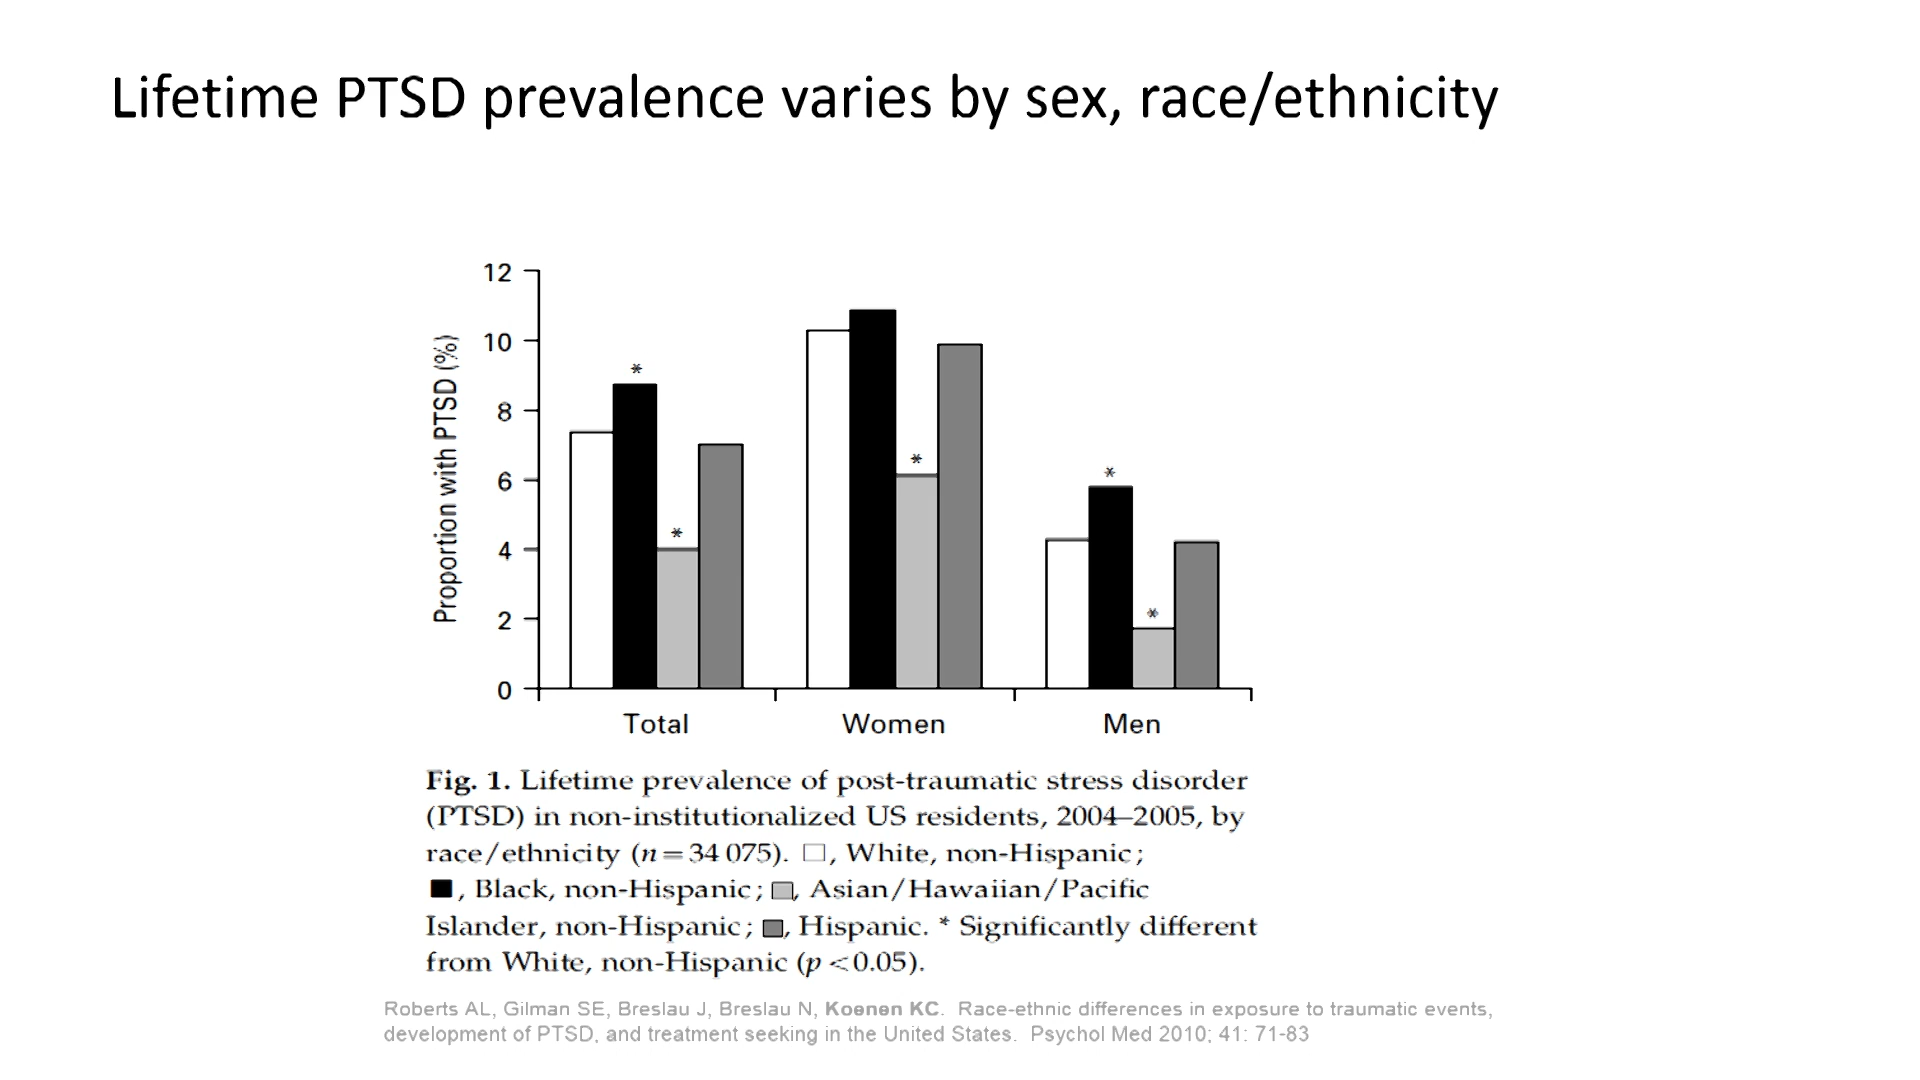 Lifetime PTSD prevalence varies by sex, race/ethnicity
Proportion with PTSD (%)
12
10
8
6
4
2
0
*
*
*
*
*
Total
Women
Men
Fig. 1. Lifetime prevalence of post-traumatic stress disorder
(PTSD) in non-institutionalized US residents, 2004–2005, by
race/ethnicity (n = 34 075). □, White, non-Hispanic;
■, Black, non-Hispanic; ■, Asian/Hawaiian/Pacific
Islander, non-Hispanic; ■, Hispanic. * Significantly different
from White, non-Hispanic (p <0.05).
Roberts AL, Gilman SE, Breslau J, Breslau N, Koenen KC. Race-ethnic differences in exposure to traumatic events,
development of PTSD, and treatment seeking in the United States. Psychol Med 2010; 41: 71-83